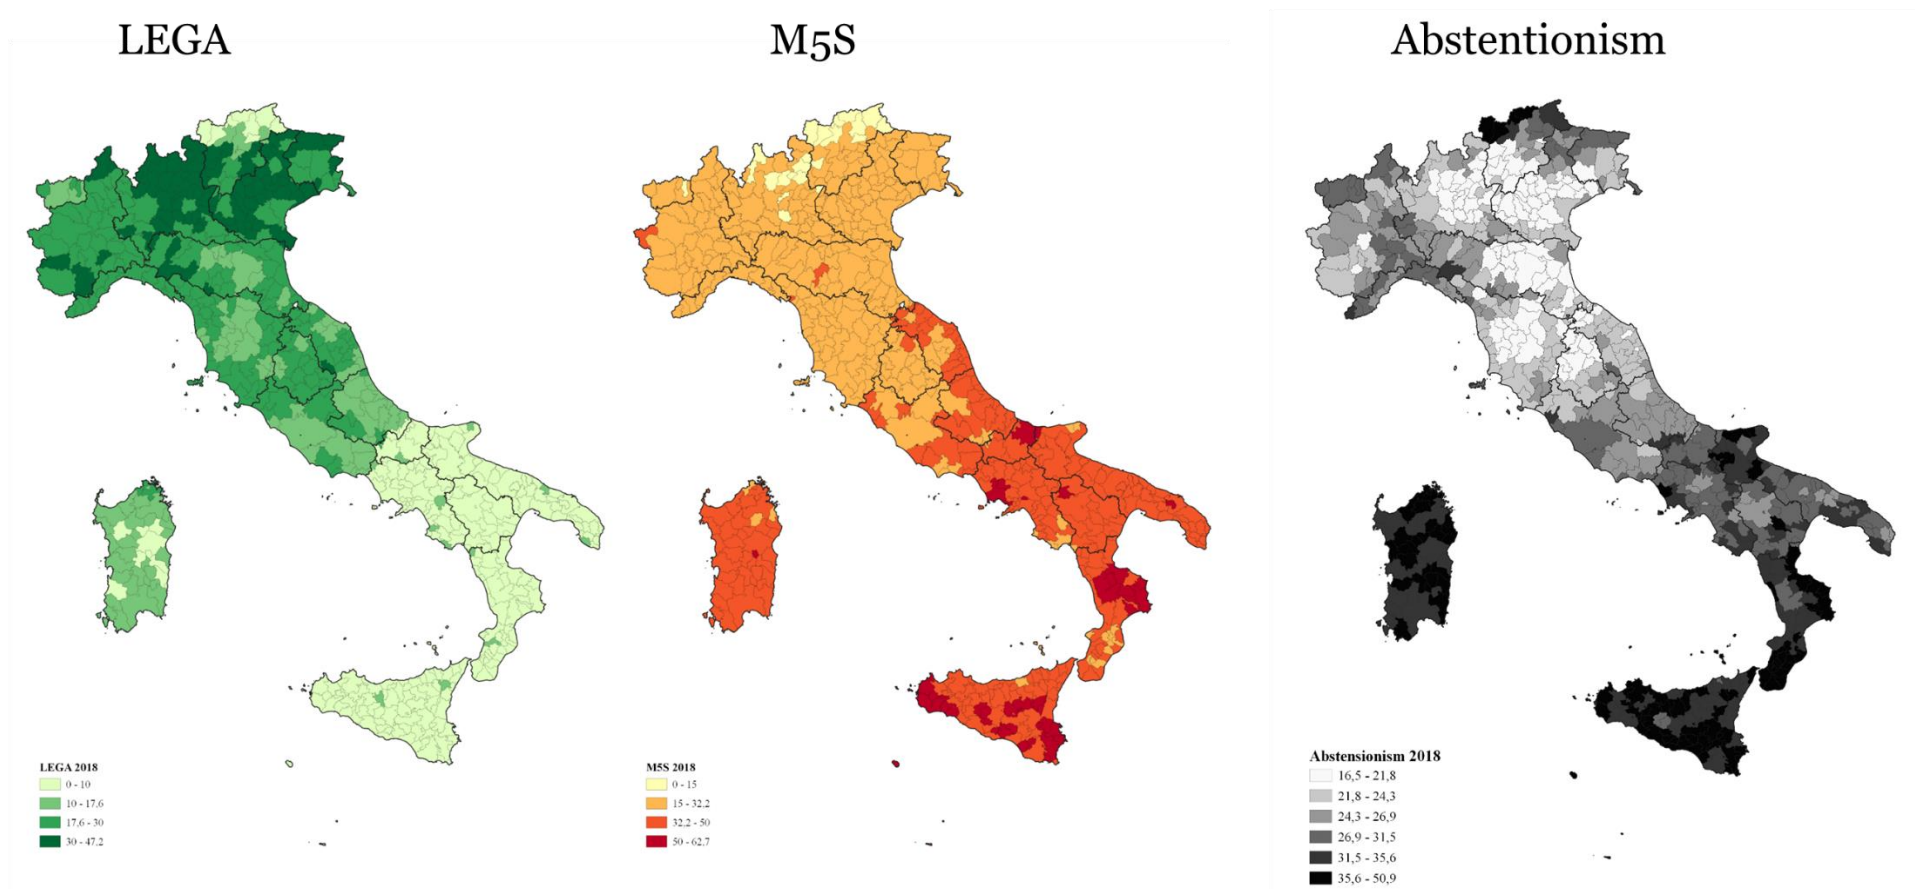 LEGA
M5S
Abstentionism
LEGA 2018
0 - 10
10 - 17,6
17,6 - 30
30 - 47,2
M5S 2018
0 - 15
15 - 32,2
32,2 - 50
50 - 62,7
Abstensionism 2018
16,5 - 21,8
21,8 - 24,3
24,3 - 26,9
26,9 - 31,5
31,5 - 35,6
35,6 - 50,9